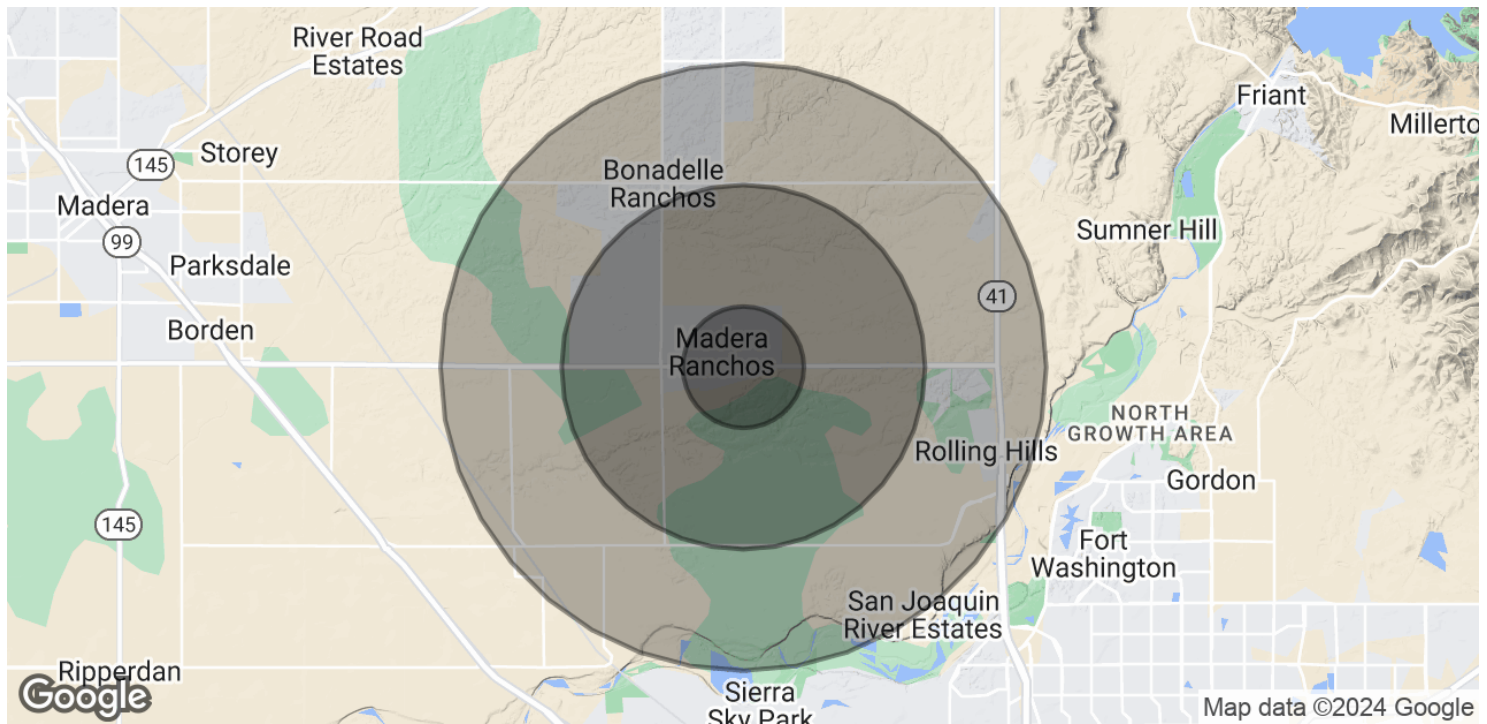 River Road
Estates
Friant
Millerto
145
Storey
Bonadelle
Ranchos
Madera
99
Sumner Hill
Parksdale
41
Borden
Madera
Ranchos
NORTH
GROWTH AREA
Rolling Hills
Gordon
145
Fort
Washington
San Joaquin
River Estates
Ripperdan
Google
Sierra
Sky Park
Map data ©2024 Google